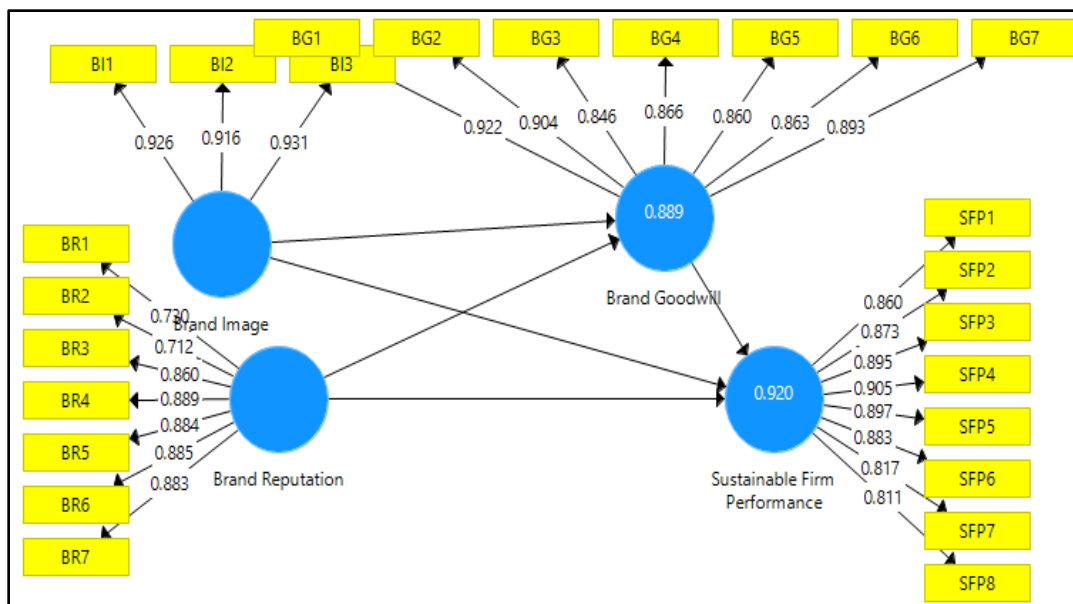 BG1
BG2
BG3
BG4
BG5
BG6
BG7
BI1
BI2
BI3
0.926
0.916
0.931
0.922
0.904
0.846
0.866
0.860
0.863
0.893
0.889
Brand Image
Brand Goodwill
BR1
BR2
BR3
BR4
BR5
BR6
BR7
0.730
0.712
0.860
0.889
0.884
0.885
0.883
Brand Reputation
0.920
Sustainable Firm
Performance
0.860
0.873
0.895
0.905
0.897
0.883
0.817
0.811
SFP1
SFP2
SFP3
SFP4
SFP5
SFP6
SFP7
SFP8